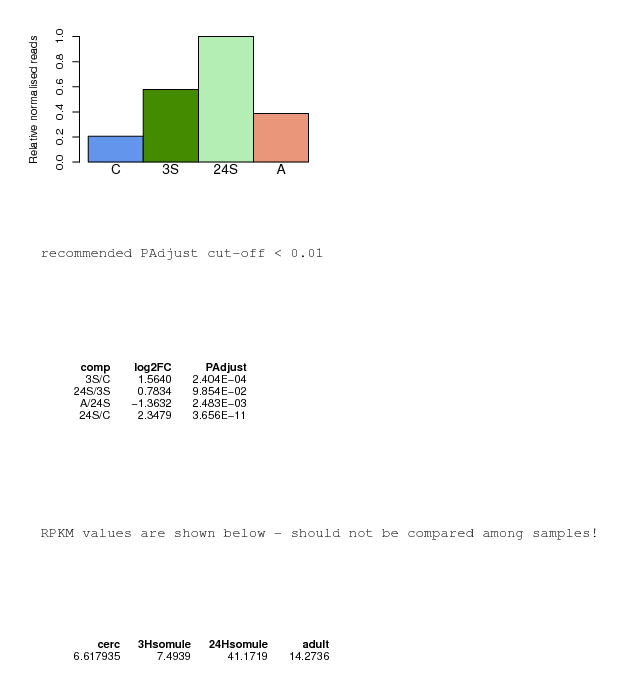 Relative normalised reads
1.0
0.8
0.6
0.4
0.2
0.0
C 3S 24S A
recommended PAdjust cut-off < 0.01
comp log2FC PAdjust
3S/C 1.5640 2.404E−04
24S/3S 0.7834 9.854E−02
A/24S −1.3632 2.483E−03
24S/C 2.3479 3.656E−11
RPKM values are shown below - should not be compared among samples!
cerc 3Hsomule 24Hsomule adult
6.617935 7.4939 41.1719 14.2736